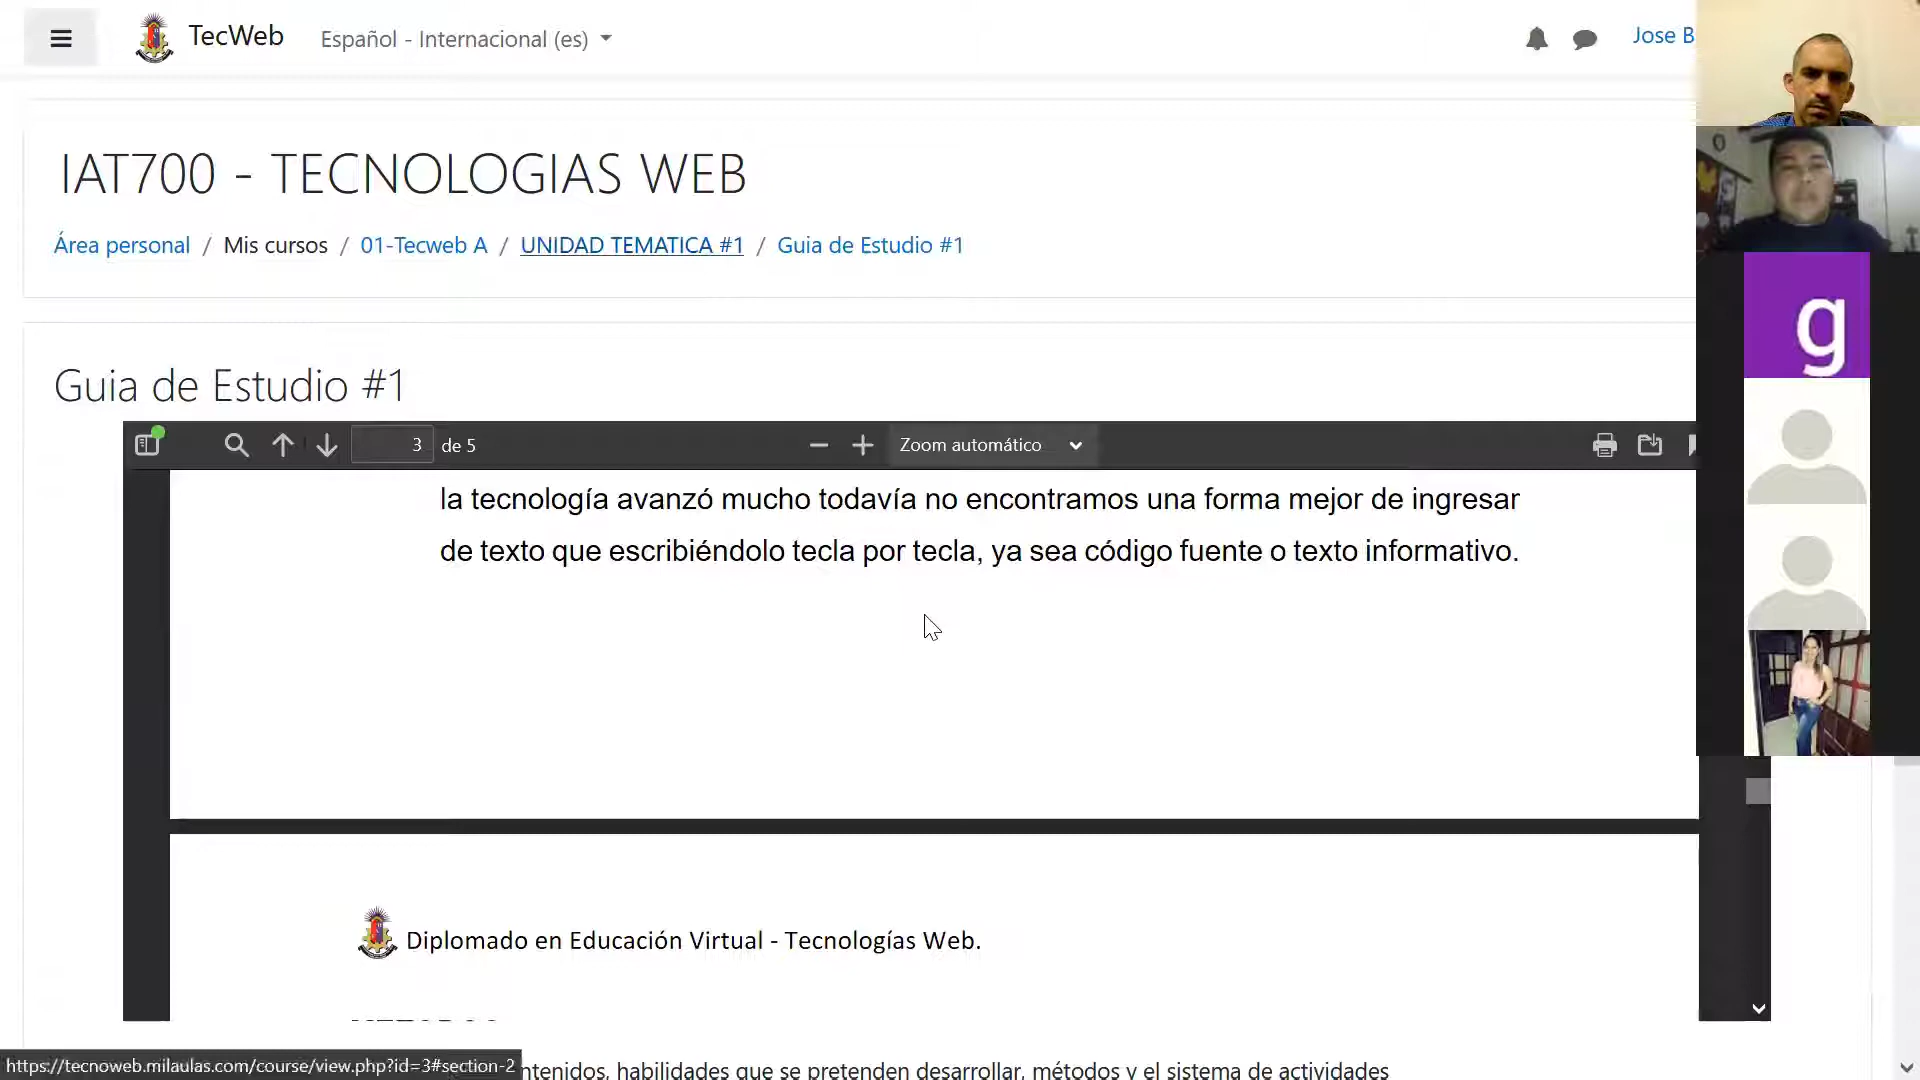 TecWeb
Español - Internacional (es)
Jose B
IAT700 - TECNOLOGIAS WEB
Área personal / Mis cursos / 01-Tecweb A / UNIDAD TEMATICA #1 / Guia de Estudio #1
g
Guia de Estudio #1
3 de 5
Zoom automático
la tecnología avanzó mucho todavía no encontramos una forma mejor de ingresar
de texto que escribiéndolo tecla por tecla, ya sea código fuente o texto informativo.
Diplomado en Educación Virtual - Tecnologías Web.
https://tecnoweb.milaulas.com/course/view.php?id=3#section-2
ntenidos, habilidades que se pretenden desarrollar, métodos y el sistema de actividades